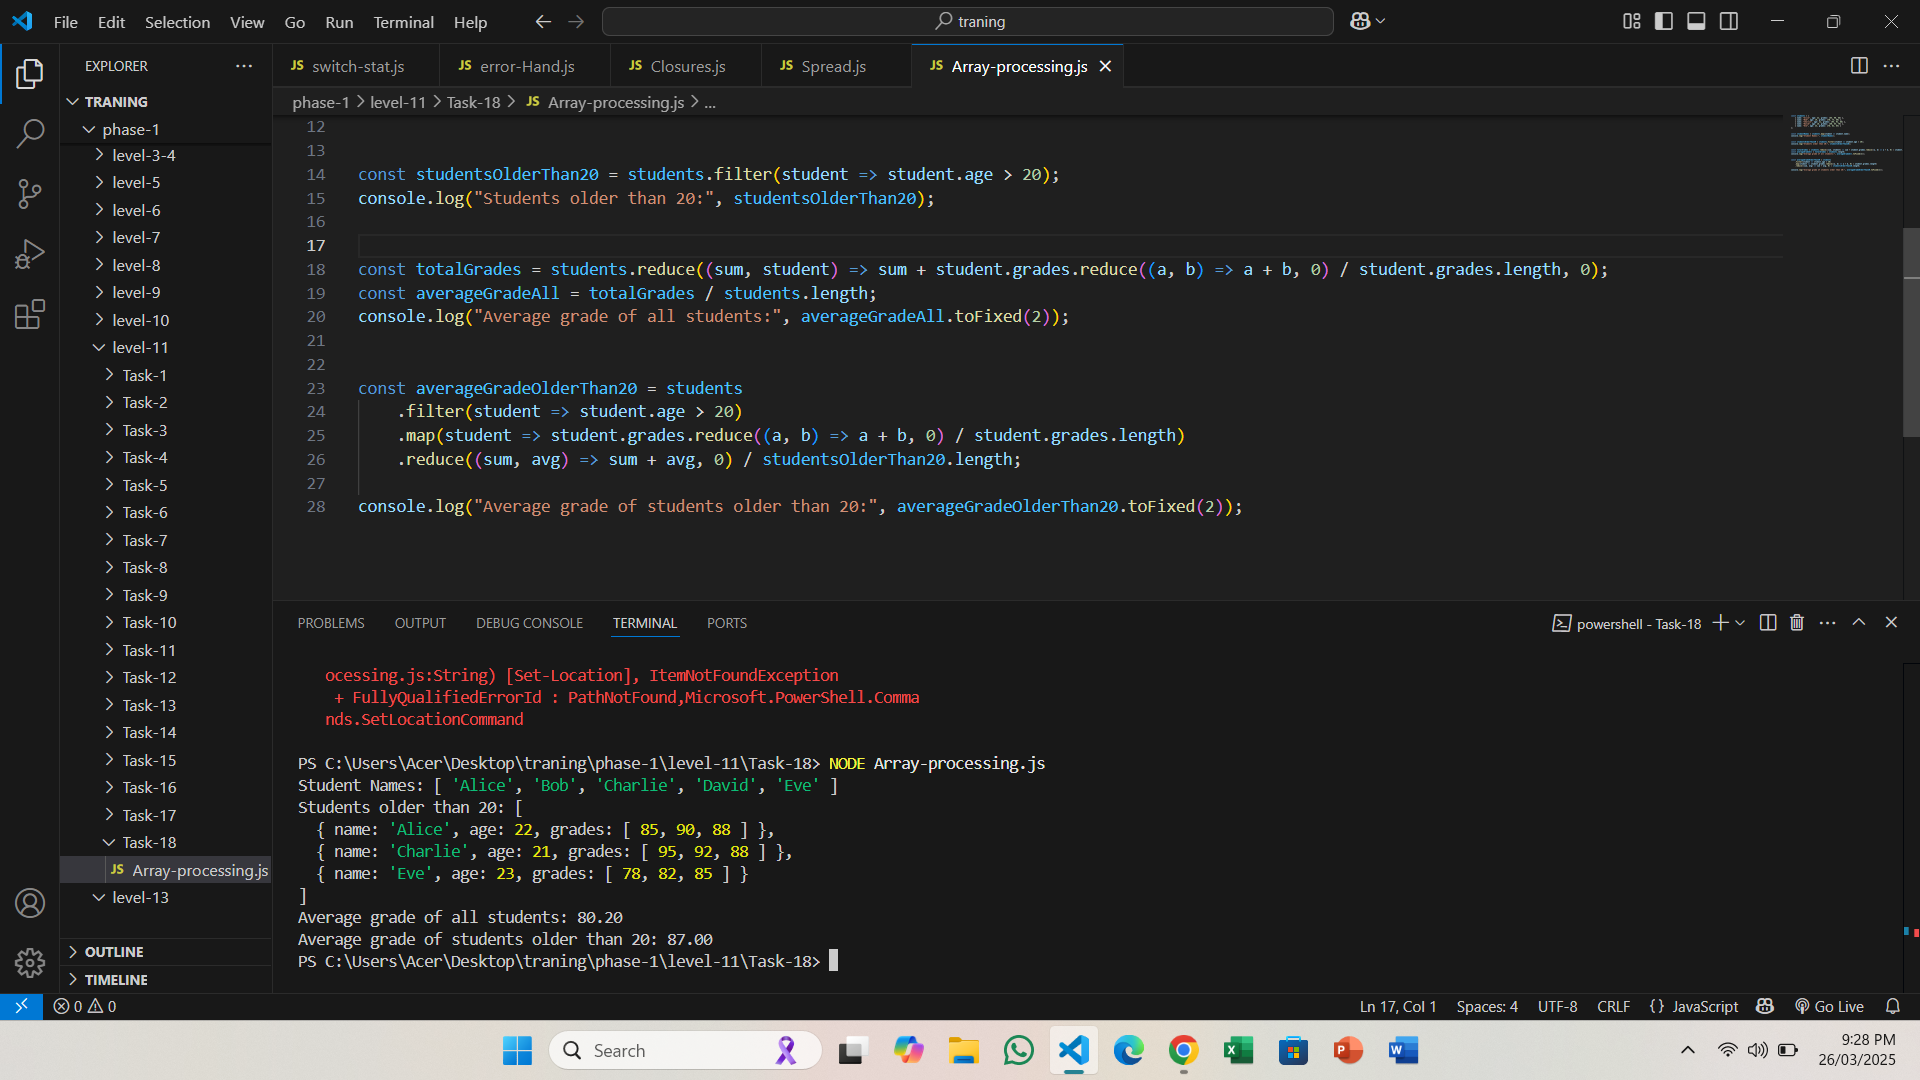 File Edit Selection View Go Run Terminal Help
traning
EXPLORER
TRANING
phase-1
level-3-4
level-5
level-6
level-7
level-8
level-9
level-10
level-11
Task-1
Task-2
Task-3
Task-4
Task-5
Task-6
Task-7
Task-8
Task-9
Task-10
Task-11
Task-12
Task-13
Task-14
Task-15
Task-16
Task-17
Task-18
JS Array-processing.js
level-13
OUTLINE
TIMELINE
JS switch-stat.js JS error-Hand.js JS Closures.js JS Spread.js JS Array-processing.js
phase-1 > level-11 > Task-18 > JS Array-processing.js > ...
12
13
14 const studentsOlderThan20 = students.filter(student => student.age > 20);
15 console.log("Students older than 20:", studentsOlderThan20);
16
17
18 const totalGrades = students.reduce((sum, student) => sum + student.grades.reduce((a, b) => a + b, 0) / student.grades.length, 0);
19 const averageGradeAll = totalGrades / students.length;
20 console.log("Average grade of all students:", averageGradeAll.toFixed(2));
21
22
23 const averageGradeOlderThan20 = students
24 .filter(student => student.age > 20)
25 .map(student => student.grades.reduce((a, b) => a + b, 0) / student.grades.length)
26 .reduce((sum, avg) => sum + avg, 0) / studentsOlderThan20.length;
27
28 console.log("Average grade of students older than 20:", averageGradeOlderThan20.toFixed(2));
PROBLEMS OUTPUT DEBUG CONSOLE TERMINAL PORTS
powershell - Task-18
ocessing.js:String) [Set-Location], ItemNotFoundException
+ FullyQualifiedErrorId : PathNotFound,Microsoft.PowerShell.Comma
nds.SetLocationCommand
PS C:\Users\Acer\Desktop\traning\phase-1\level-11\Task-18> NODE Array-processing.js
Student Names: [ 'Alice', 'Bob', 'Charlie', 'David', 'Eve' ]
Students older than 20: [
{ name: 'Alice', age: 22, grades: [ 85, 90, 88 ] },
{ name: 'Charlie', age: 21, grades: [ 95, 92, 88 ] },
{ name: 'Eve', age: 23, grades: [ 78, 82, 85 ] }
]
Average grade of all students: 80.20
Average grade of students older than 20: 87.00
PS C:\Users\Acer\Desktop\traning\phase-1\level-11\Task-18>
0 0
Ln 17, Col 1 Spaces: 4 UTF-8 CRLF {} JavaScript Go Live
Search
9:28 PM
26/03/2025